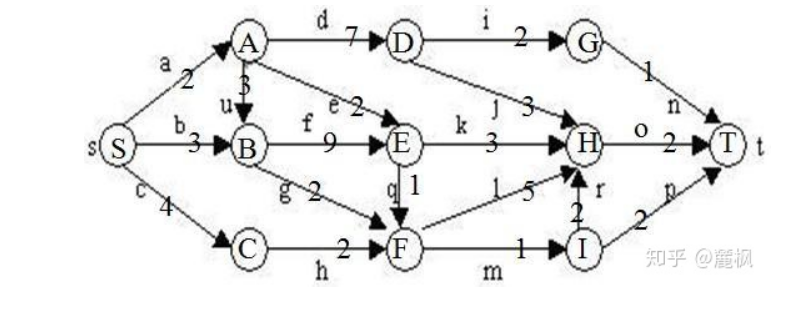 d
i
A
7
D
2
G
a
2
3
e
2
j
3
1
n
u
b
f
k
o
s
S
3
B
9
E
3
H
2
T
t
c
4
g
2
q
1
l
5
2
r
2
p
C
2
F
1
I
h
m
知乎 @麓枫